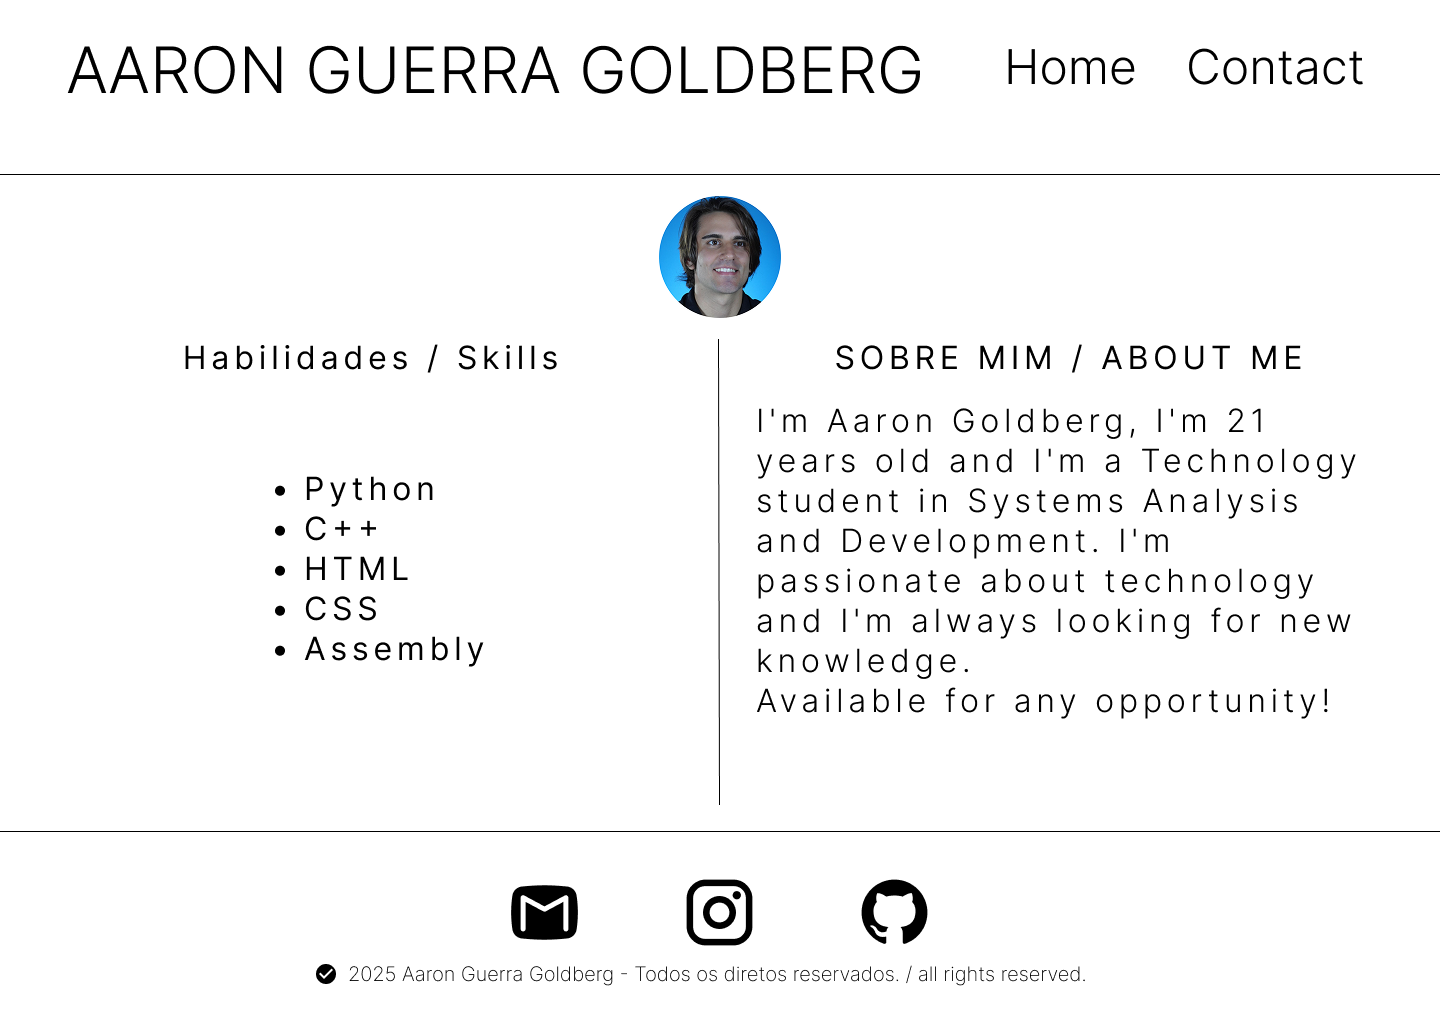 AARON GUERRA GOLDBERG
Home
Contact
Habilidades / Skills
• Python
• C++
• HTML
• CSS
• Assembly
SOBRE MIM / ABOUT ME
I'm Aaron Goldberg, I'm 21
years old and I'm a Technology
student in Systems Analysis
and Development. I'm
passionate about technology
and I'm always looking for new
knowledge.
Available for any opportunity!
2025 Aaron Guerra Goldberg - Todos os diretos reservados. / all rights reserved.